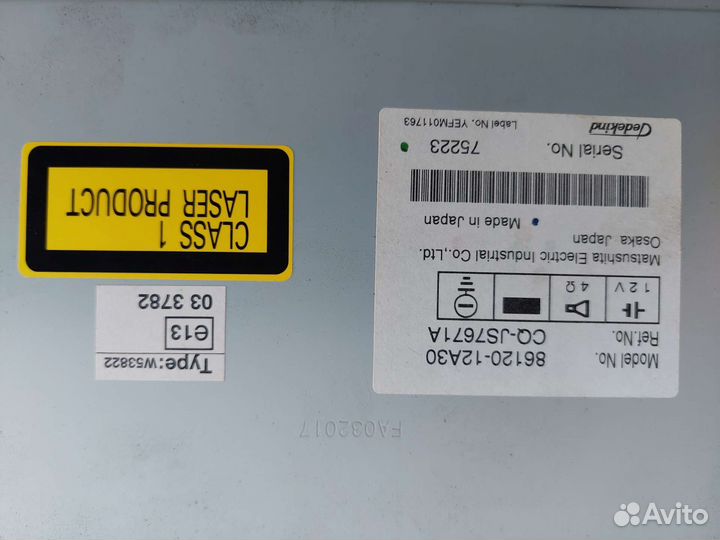 Model No. 86120-12A30
Ref.No. CQ-JS7671A
12V 4Ω
Matsushita Electric Industrial Co.,Ltd.
Osaka Japan
Made in Japan
Serial No. 75223
Gedekind
Label No. YEFM011763
Type:W53822
e13
03 3782
CLASS 1
LASER PRODUCT
FA032017
Avito